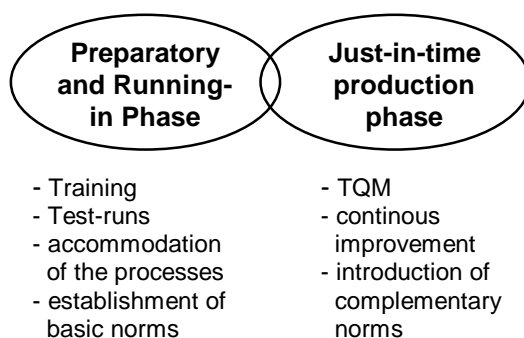 Preparatory
and Running-
in Phase
Just-in-time
production
phase
- Training
- Test-runs
- accommodation
of the processes
- establishment of
basic norms
- TQM
- continous
improvement
- introduction of
complementary
norms